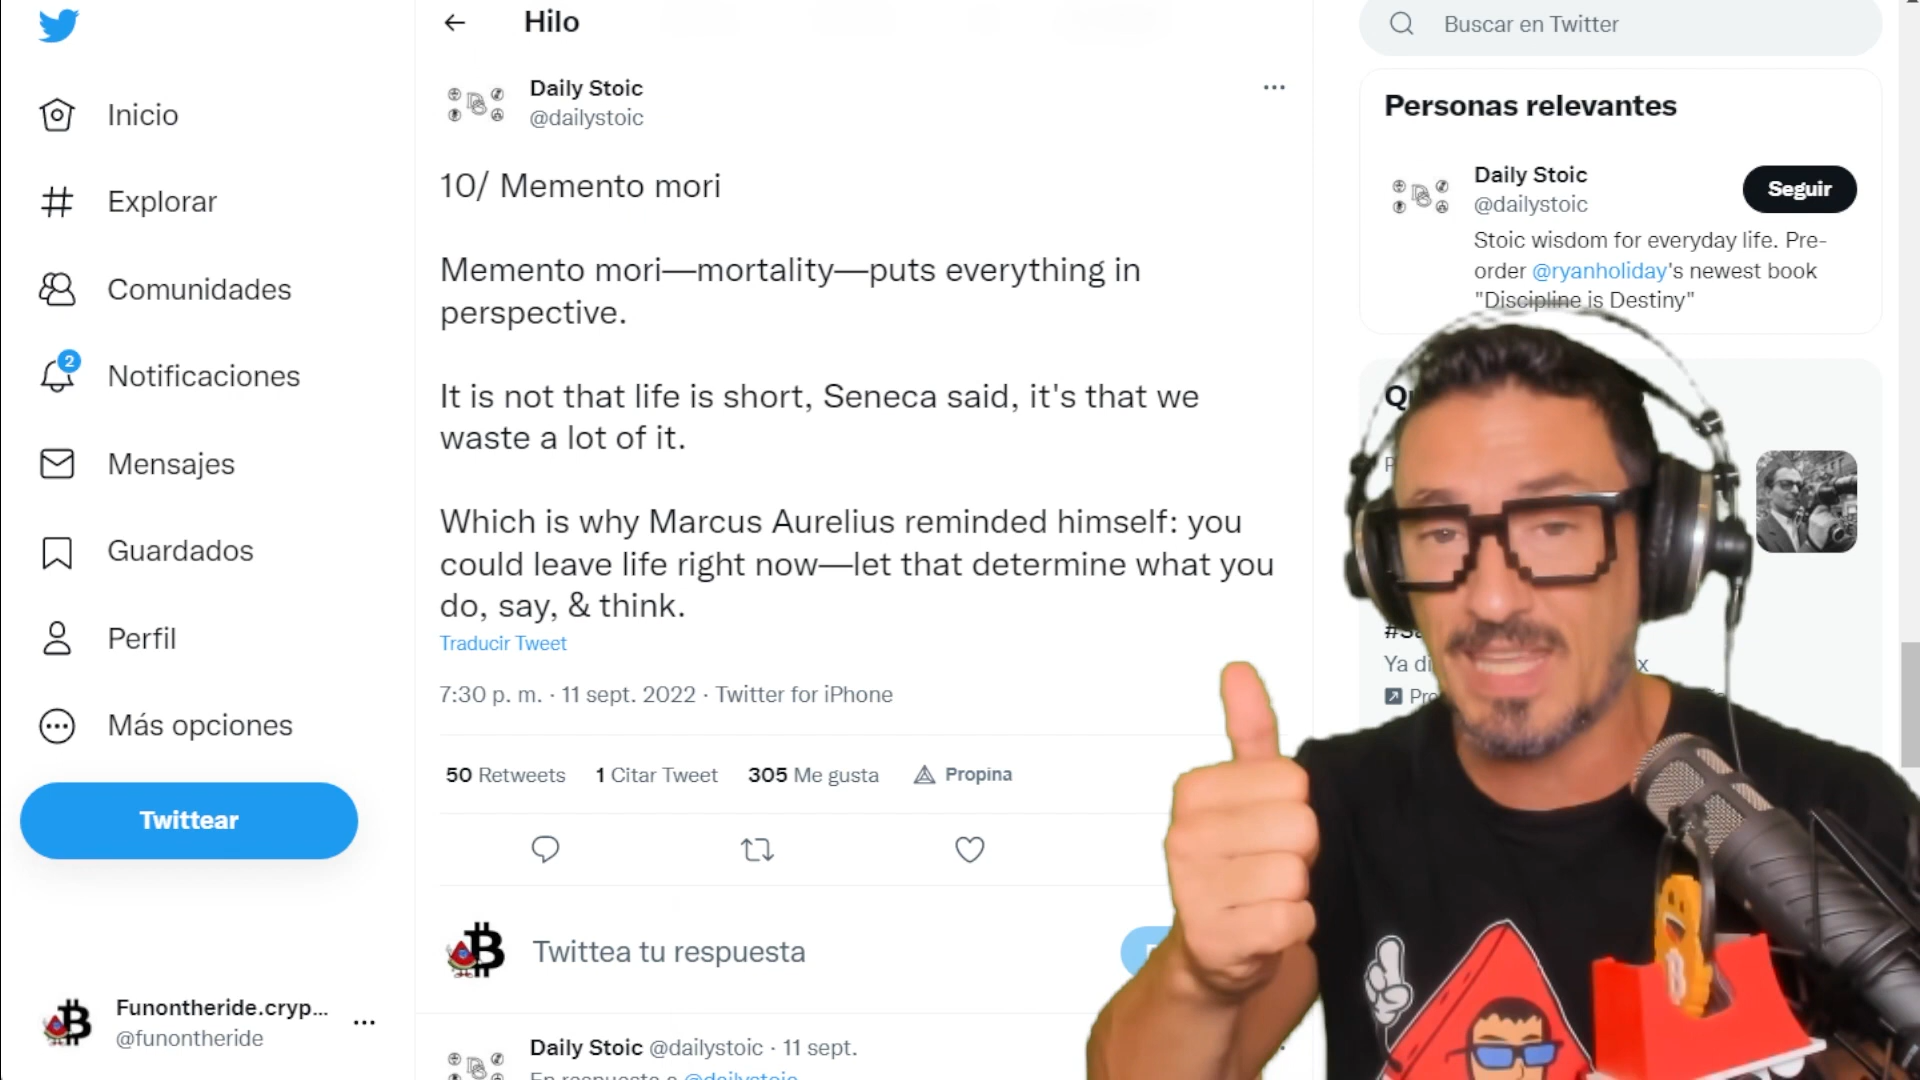 Hilo
Buscar en Twitter
Inicio
Explorar
Comunidades
2
Notificaciones
Mensajes
Guardados
Perfil
Más opciones
Twittear
Funontheride.cryp...
@funontheride
Daily Stoic
@dailystoic
10/ Memento mori
Memento mori—mortality—puts everything in
perspective.
It is not that life is short, Seneca said, it's that we
waste a lot of it.
Which is why Marcus Aurelius reminded himself: you
could leave life right now—let that determine what you
do, say, & think.
Traducir Tweet
7:30 p. m. · 11 sept. 2022 · Twitter for iPhone
50 Retweets 1 Citar Tweet 305 Me gusta Propina
Twittea tu respuesta
Daily Stoic @dailystoic · 11 sept.
En respuesta a @dailystoic
Personas relevantes
Daily Stoic
@dailystoic
Seguir
Stoic wisdom for everyday life. Pre-
order @ryanholiday's newest book
"Discipline is Destiny"
Ya di